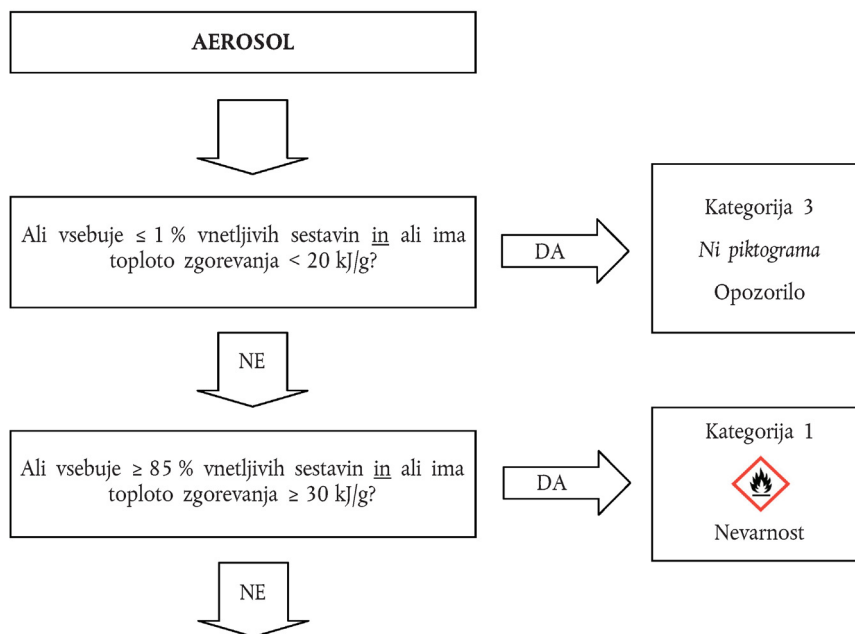 AEROSOL
Ali vsebuje ≤ 1 % vnetljivih sestavin in ali ima
toploto zgorevanja < 20 kJ/g?
DA
Kategorija 3
Ni piktograma
Opozorilo
NE
Ali vsebuje ≥ 85 % vnetljivih sestavin in ali ima
toploto zgorevanja ≥ 30 kJ/g?
DA
Kategorija 1
Nevarnost
NE